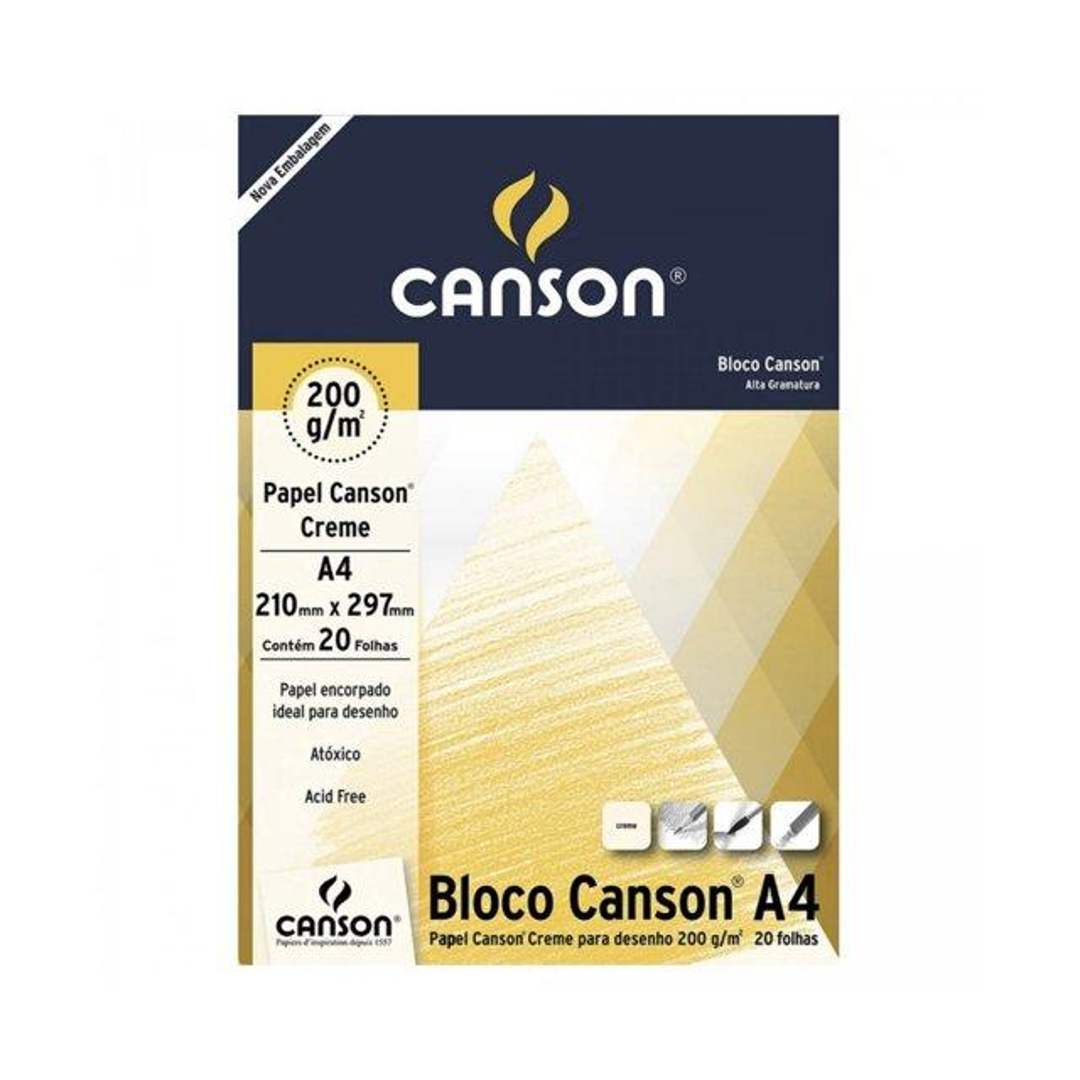 Nova Embalagem
CANSON®
Bloco Canson®
Alta Gramatura
200
g/m²
Papel Canson®
Creme
A4
210mm x 297mm
Contém 20 Folhas
Papel encorpado
ideal para desenho
Atóxico
Acid Free
creme
CANSON®
Papiers d'inspiration depuis 1557
Bloco Canson® A4
Papel Canson® Creme para desenho 200 g/m² 20 folhas